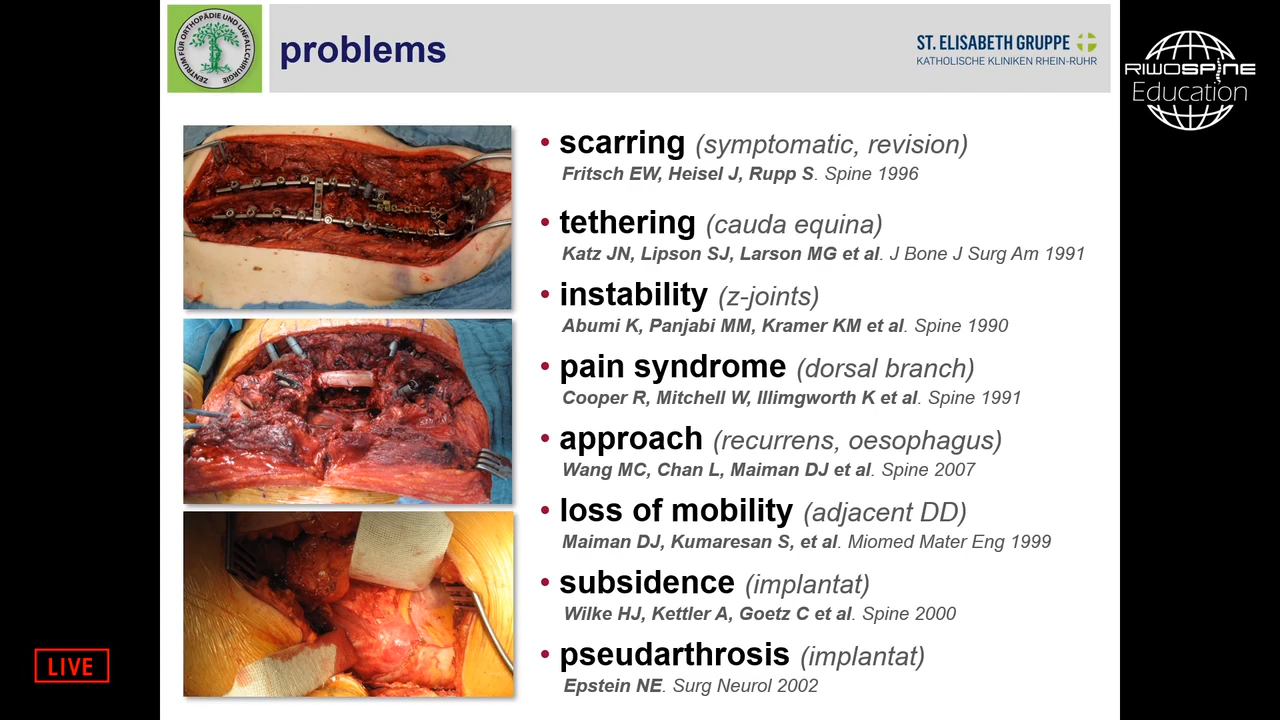 ZENTRUM FÜR ORTHOPÄDIE UND UNFALLCHIRURGIE
problems
ST. ELISABETH GRUPPE
KATHOLISCHE KLINIKEN RHEIN-RUHR
RIWOSPINE
Education
• scarring (symptomatic, revision)
Fritsch EW, Heisel J, Rupp S. Spine 1996
• tethering (cauda equina)
Katz JN, Lipson SJ, Larson MG et al. J Bone J Surg Am 1991
• instability (z-joints)
Abumi K, Panjabi MM, Kramer KM et al. Spine 1990
• pain syndrome (dorsal branch)
Cooper R, Mitchell W, Illimgworth K et al. Spine 1991
• approach (recurrens, oesophagus)
Wang MC, Chan L, Maiman DJ et al. Spine 2007
• loss of mobility (adjacent DD)
Maiman DJ, Kumaresan S, et al. Miomed Mater Eng 1999
• subsidence (implantat)
Wilke HJ, Kettler A, Goetz C et al. Spine 2000
• pseudarthrosis (implantat)
Epstein NE. Surg Neurol 2002
LIVE